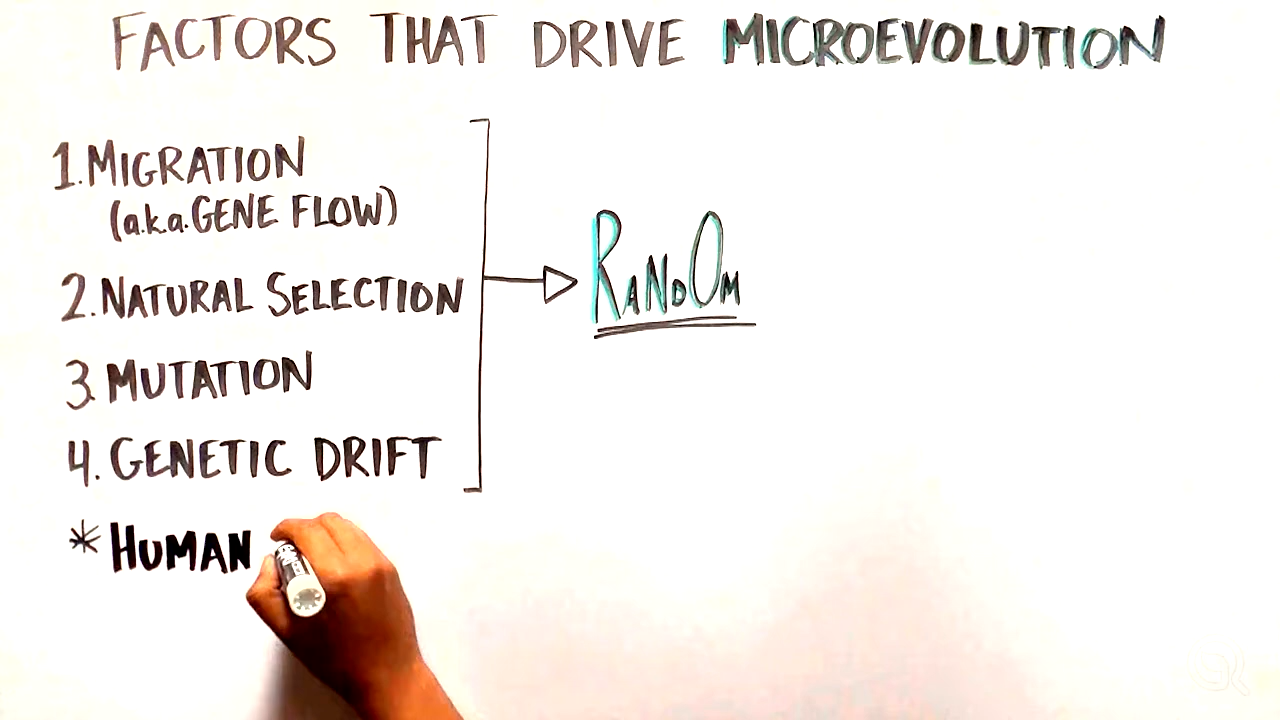 FACTORS THAT DRIVE MICROEVOLUTION
1. MIGRATION
(a.k.a. GENE FLOW)
2. NATURAL SELECTION
3. MUTATION
4. GENETIC DRIFT
* HUMAN
RANDOM